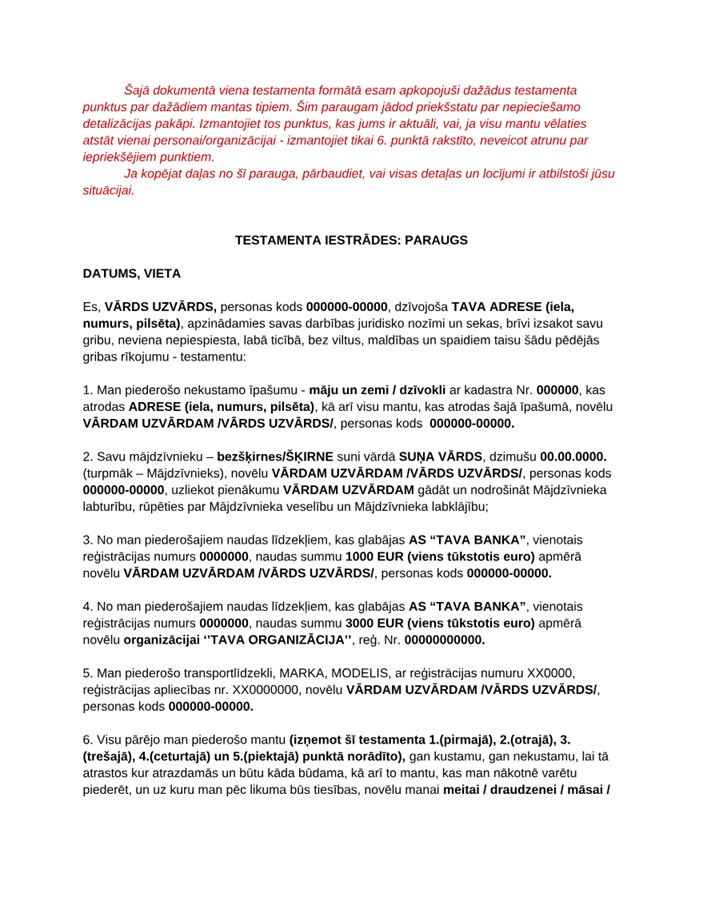 Šajā dokumentā viena testamenta formātā esam apkopojuši dažādus testamenta
punktus par dažādiem mantas tipiem. Šim paraugam jādod priekšstatu par nepieciešamo
detalizācijas pakāpi. Izmantojiet tos punktus, kas jums ir aktuāli, vai, ja visu mantu vēlaties
atstāt vienai personai/organizācijai - izmantojiet tikai 6. punktā rakstīto, neveicot atrunu par
iepriekšējiem punktiem.
Ja kopējat daļas no šī parauga, pārbaudiet, vai visas detaļas un locījumi ir atbilstoši jūsu
situācijai.
TESTAMENTA IESTRĀDES: PARAUGS
DATUMS, VIETA
Es, VĀRDS UZVĀRDS, personas kods 000000-00000, dzīvojoša TAVA ADRESE (iela,
numurs, pilsēta), apzinādamies savas darbības juridisko nozīmi un sekas, brīvi izsakot savu
gribu, neviena nepiespiesta, labā ticībā, bez viltus, maldības un spaidiem taisu šādu pēdējās
gribas rīkojumu - testamentu:
1. Man piederošo nekustamo īpašumu - māju un zemi / dzīvokli ar kadastra Nr. 000000, kas
atrodas ADRESE (iela, numurs, pilsēta), kā arī visu mantu, kas atrodas šajā īpašumā, novēlu
VĀRDAM UZVĀRDAM /VĀRDS UZVĀRDS/, personas kods 000000-00000.
2. Savu mājdzīvnieku – bezšķirnes/ŠĶIRNE suni vārdā SUŅA VĀRDS, dzimušu 00.00.0000.
(turpmāk – Mājdzīvnieks), novēlu VĀRDAM UZVĀRDAM /VĀRDS UZVĀRDS/, personas kods
000000-00000, uzliekot pienākumu VĀRDAM UZVĀRDAM gādāt un nodrošināt Mājdzīvnieka
labturību, rūpēties par Mājdzīvnieka veselību un Mājdzīvnieka labklājību;
3. No man piederošajiem naudas līdzekļiem, kas glabājas AS “TAVA BANKA”, vienotais
reģistrācijas numurs 0000000, naudas summu 1000 EUR (viens tūkstotis euro) apmērā
novēlu VĀRDAM UZVĀRDAM /VĀRDS UZVĀRDS/, personas kods 000000-00000.
4. No man piederošajiem naudas līdzekļiem, kas glabājas AS “TAVA BANKA”, vienotais
reģistrācijas numurs 0000000, naudas summu 3000 EUR (viens tūkstotis euro) apmērā
novēlu organizācijai ‘’TAVA ORGANIZĀCIJA’’, reģ. Nr. 00000000000.
5. Man piederošo transportlīdzekli, MARKA, MODELIS, ar reģistrācijas numuru XX0000,
reģistrācijas apliecības nr. XX0000000, novēlu VĀRDAM UZVĀRDAM /VĀRDS UZVĀRDS/,
personas kods 000000-00000.
6. Visu pārējo man piederošo mantu (izņemot šī testamenta 1.(pirmajā), 2.(otrajā), 3.
(trešajā), 4.(ceturtajā) un 5.(piektajā) punktā norādīto), gan kustamu, gan nekustamu, lai tā
atrastos kur atrazdamās un būtu kāda būdama, kā arī to mantu, kas man nākotnē varētu
piederēt, un uz kuru man pēc likuma būs tiesības, novēlu manai meitai / draudzenei / māsai /